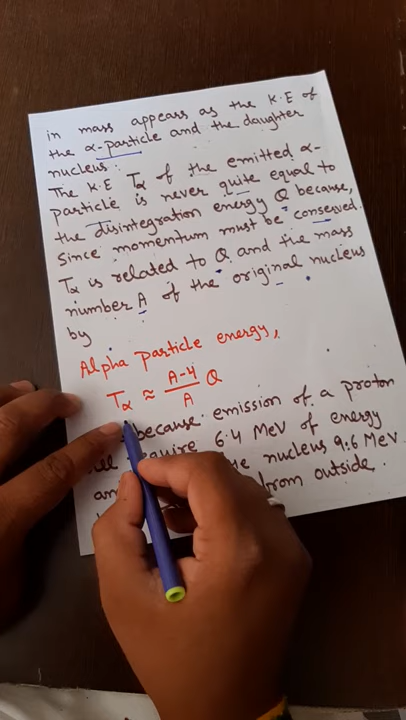 in mass appears as the K.E of
the α-particle and the daughter
nucleus.
The K.E Tα of the emitted α-
particle is never quite equal to
the disintegration energy Q because,
since momentum must be conserved.
Tα is related to Q and the mass
number A of the original nucleus
by
Alpha particle energy,
Tα ≈ A-4/A Q
because emission of a proton
require 6.4 MeV of energy
nucleus 9.6 MeV
from outside.